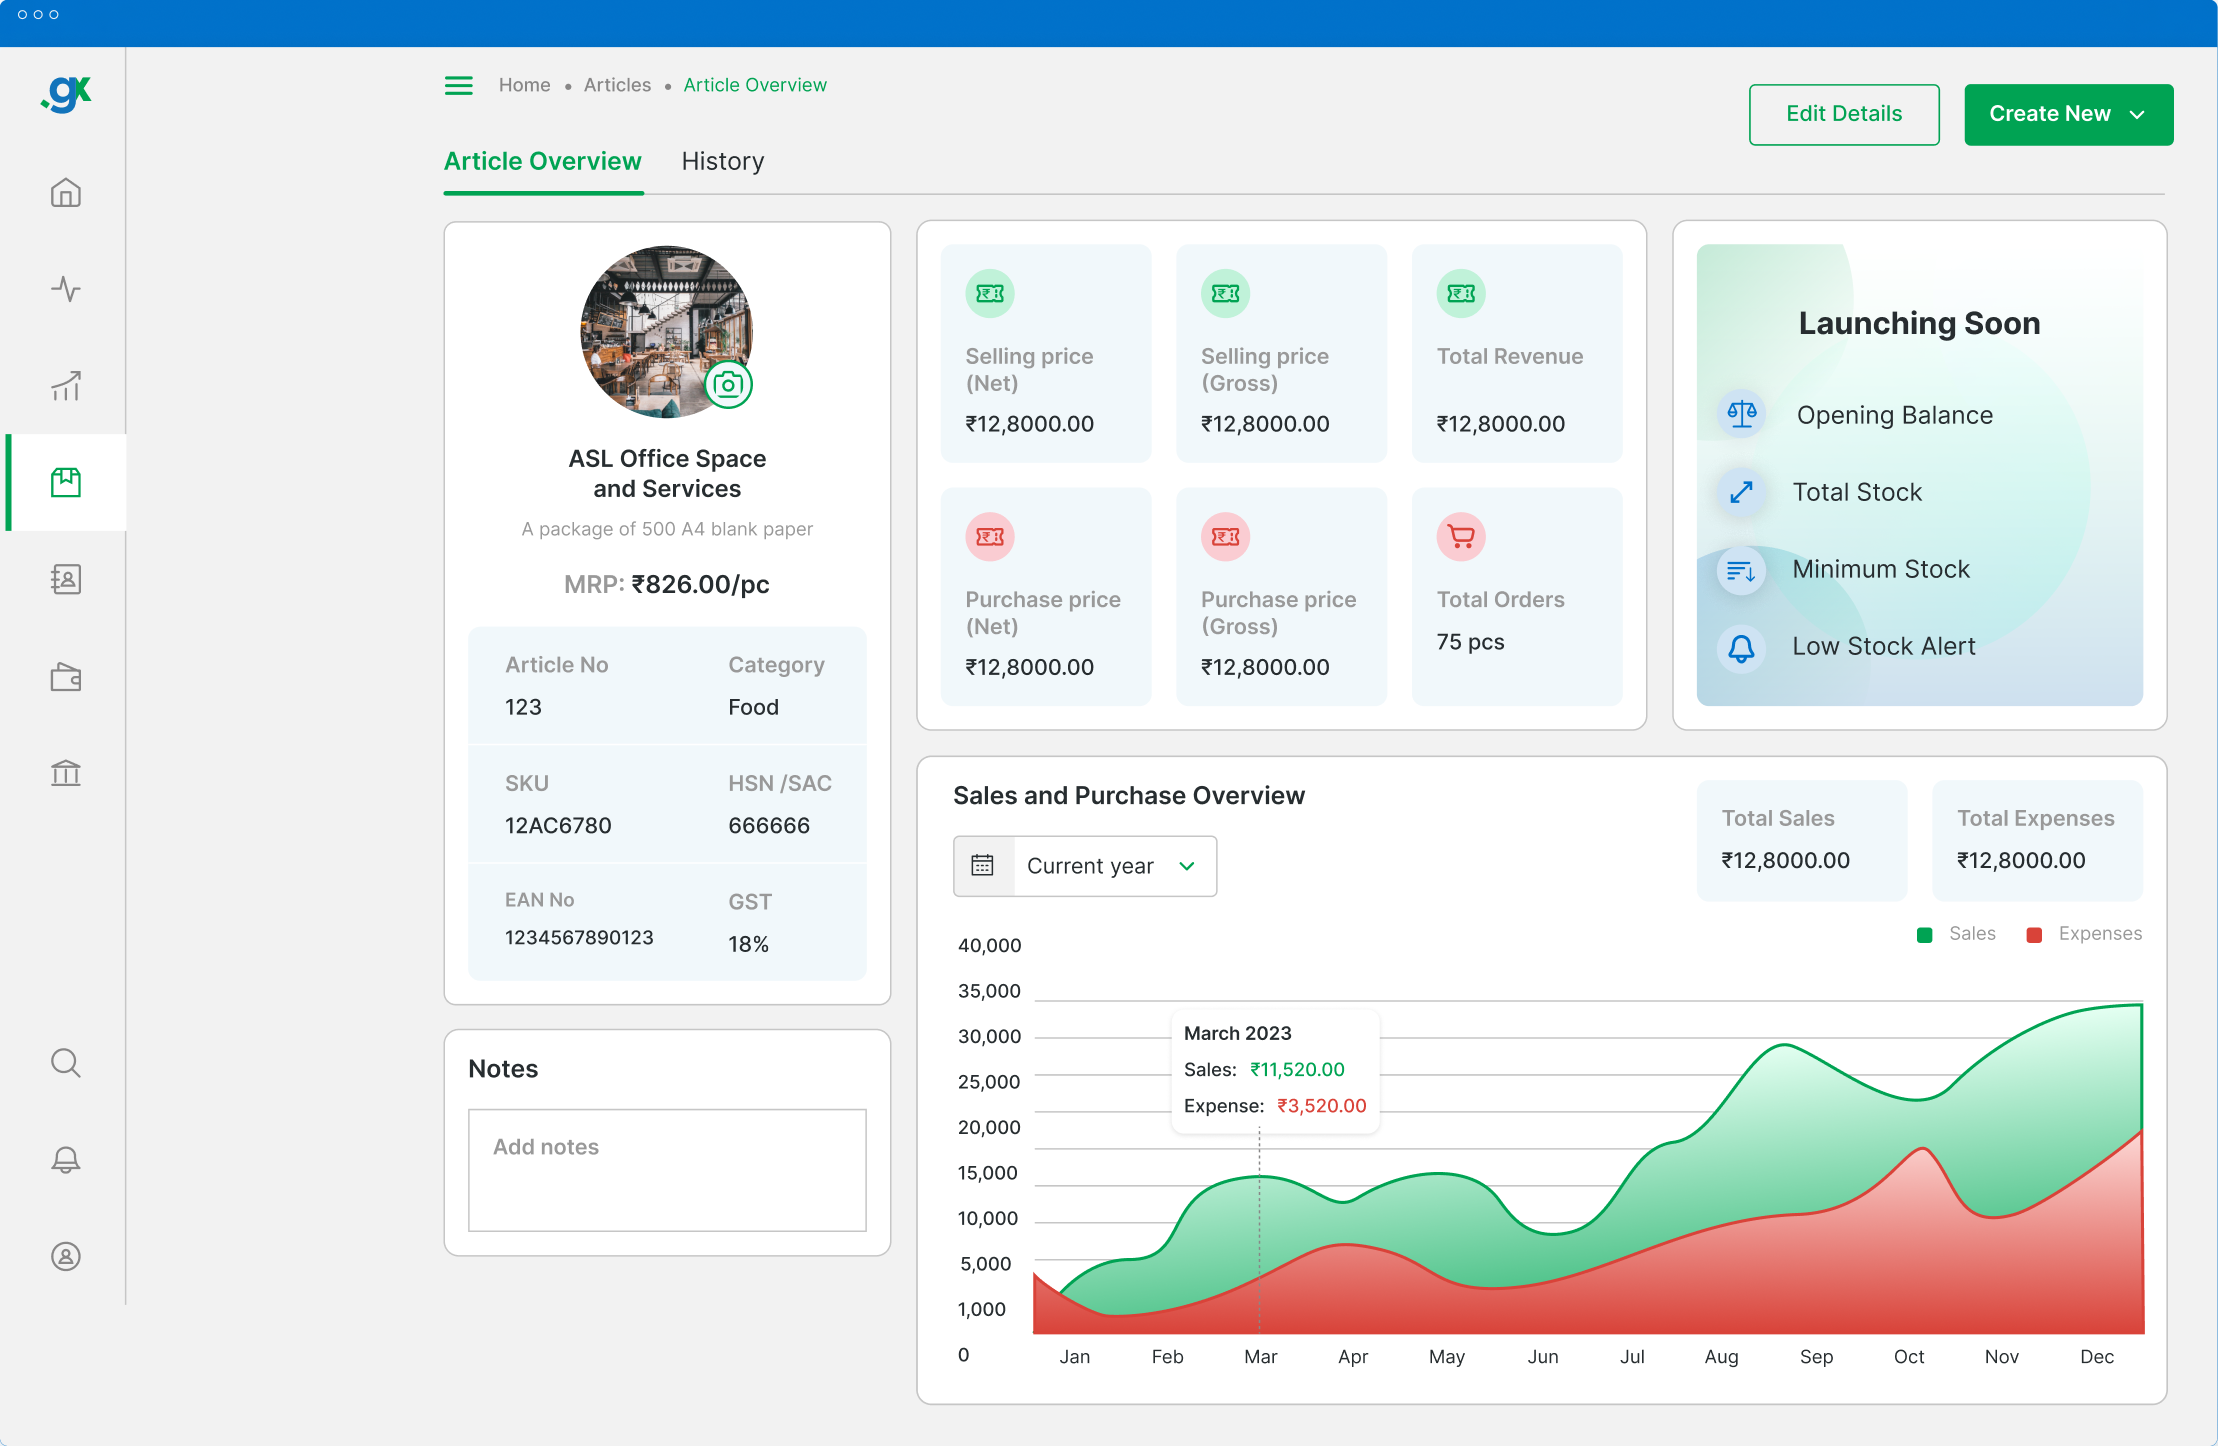 .gx
Home • Articles • Article Overview
Edit Details
Create New
Article Overview
History
ASL Office Space
and Services
A package of 500 A4 blank paper
MRP: ₹826.00/pc
Article No
123
Category
Food
SKU
12AC6780
HSN /SAC
666666
EAN No
1234567890123
GST
18%
Notes
Add notes
Selling price
(Net)
₹12,8000.00
Selling price
(Gross)
₹12,8000.00
Total Revenue
₹12,8000.00
Purchase price
(Net)
₹12,8000.00
Purchase price
(Gross)
₹12,8000.00
Total Orders
75 pcs
Launching Soon
Opening Balance
Total Stock
Minimum Stock
Low Stock Alert
Sales and Purchase Overview
Current year
Total Sales
₹12,8000.00
Total Expenses
₹12,8000.00
Sales
Expenses
40,000
35,000
30,000
25,000
20,000
15,000
10,000
5,000
1,000
0
March 2023
Sales: ₹11,520.00
Expense: ₹3,520.00
Jan Feb Mar Apr May Jun Jul Aug Sep Oct Nov Dec